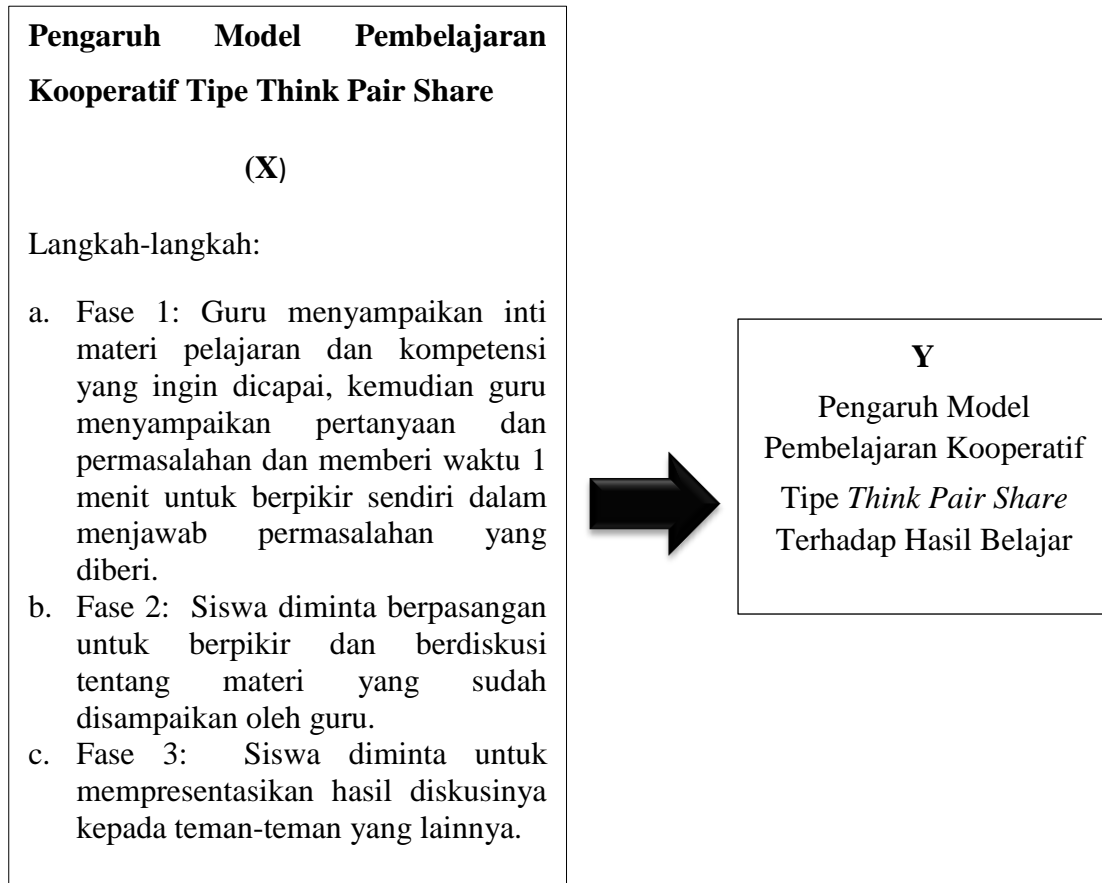 Pengaruh Model Pembelajaran
Kooperatif Tipe Think Pair Share
(X)
Langkah-langkah:
a. Fase 1: Guru menyampaikan inti
materi pelajaran dan kompetensi
yang ingin dicapai, kemudian guru
menyampaikan pertanyaan dan
permasalahan dan memberi waktu 1
menit untuk berpikir sendiri dalam
menjawab permasalahan yang
diberi.
b. Fase 2: Siswa diminta berpasangan
untuk berpikir dan berdiskusi
tentang materi yang sudah
disampaikan oleh guru.
c. Fase 3: Siswa diminta untuk
mempresentasikan hasil diskusinya
kepada teman-teman yang lainnya.
Y
Pengaruh Model
Pembelajaran Kooperatif
Tipe Think Pair Share
Terhadap Hasil Belajar